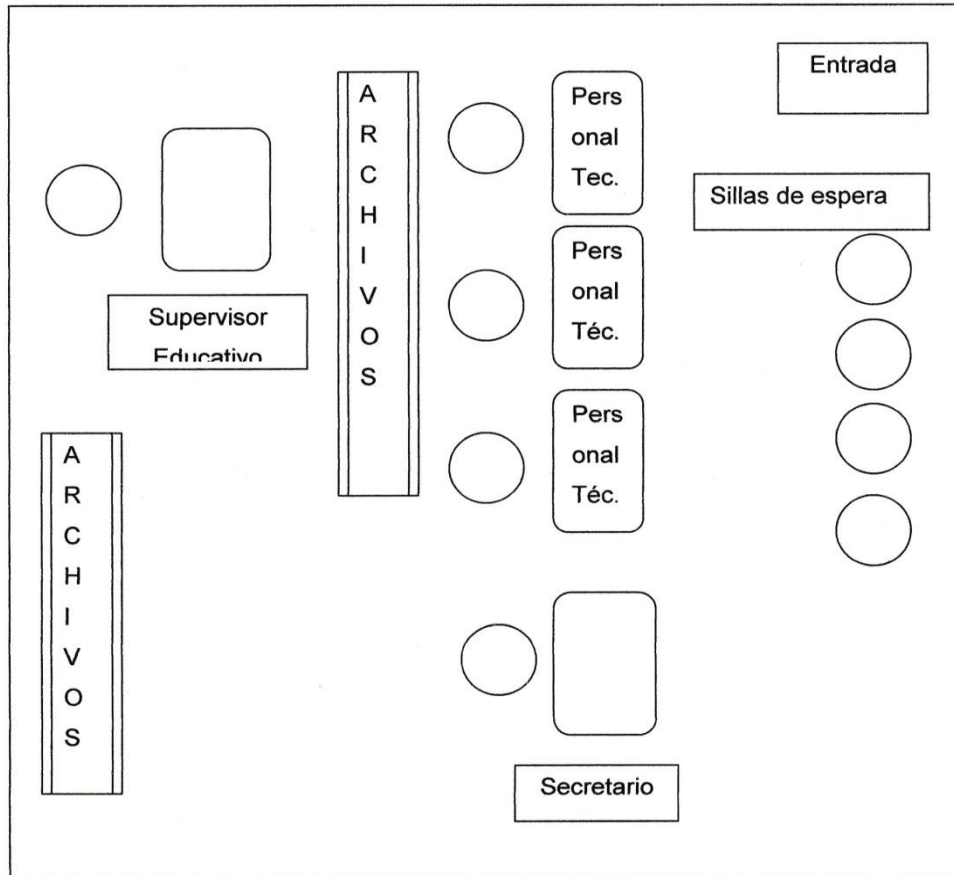 Entrada
Sillas de espera
Pers
onal
Tec.
Pers
onal
Téc.
Pers
onal
Téc.
A
R
C
H
I
V
O
S
Supervisor
Educativo
A
R
C
H
I
V
O
S
Secretario